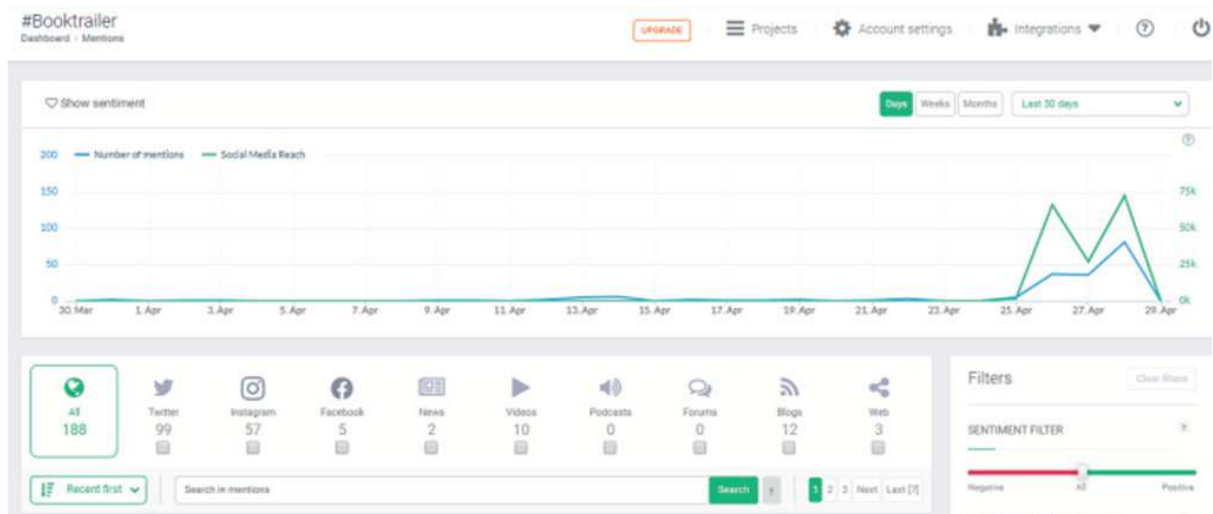 #Booktrailer
Dashboard - Mentions
UPGRADE Projects Account settings Integrations ?
Show sentiment
Days Weeks Months Last 30 days
?
200 Number of mentions Social Media Reach
150 75k
100 50k
50 25k
0 0k
30. Mar 1. Apr 3. Apr 5. Apr 7. Apr 9. Apr 11. Apr 13. Apr 15. Apr 17. Apr 19. Apr 21. Apr 23. Apr 25. Apr 27. Apr 29. Apr
All Twitter Instagram Facebook News Videos Podcasts Forums Blogs Web
188 99 57 5 2 10 0 0 12 3
Recent first Search in mentions Search ? 1 2 3 Next Last [7]
Filters Clear filters
SENTIMENT FILTER ?
Negative All Positive